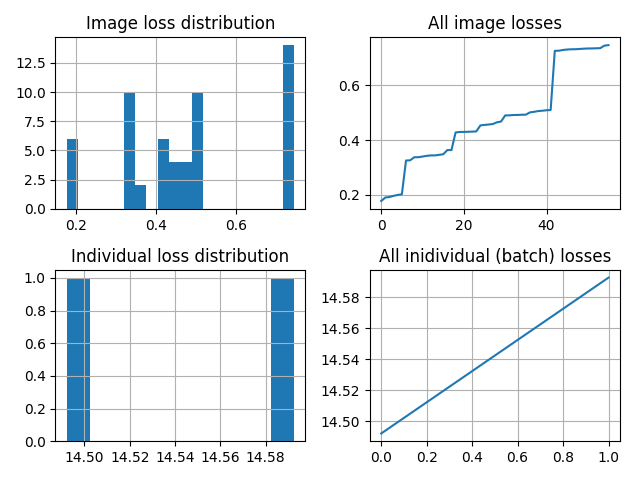 Image loss distribution
12.5
10.0
7.5
5.0
2.5
0.0
0.2 0.4 0.6
All image losses
0.6
0.4
0.2
0 20 40
Individual loss distribution
1.0
0.8
0.6
0.4
0.2
0.0
14.50 14.52 14.54 14.56 14.58
All inidividual (batch) losses
14.58
14.56
14.54
14.52
14.50
0.0 0.2 0.4 0.6 0.8 1.0